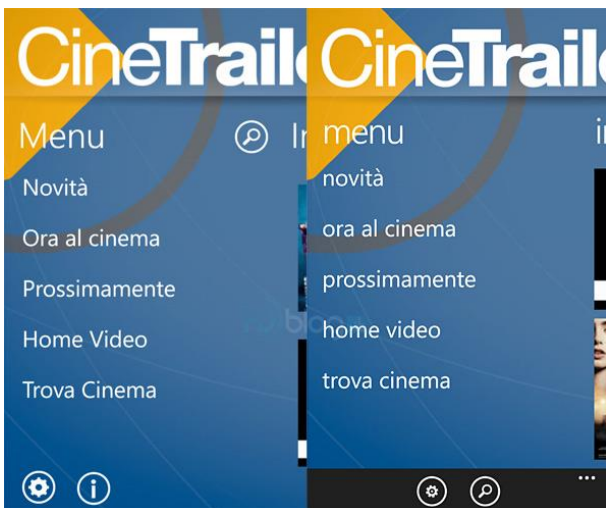 CineTrail
Menu
Novità
Ora al cinema
Prossimamente
Home Video
Trova Cinema
CineTrail
menu
novità
ora al cinema
prossimamente
home video
trova cinema